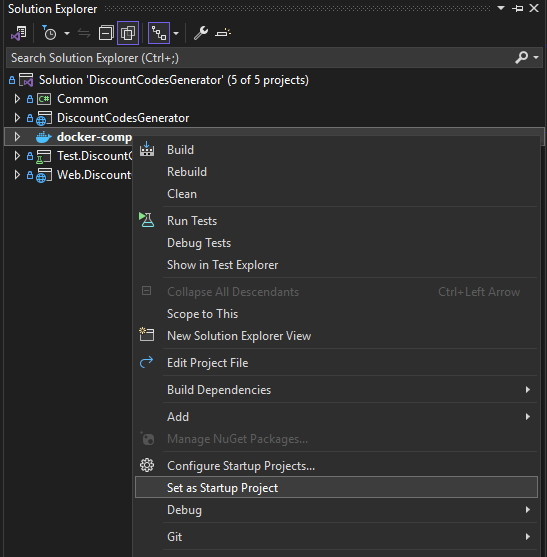 Solution Explorer
Search Solution Explorer (Ctrl+;)
Solution 'DiscountCodesGenerator' (5 of 5 projects)
C# Common
DiscountCodesGenerator
docker-comp
Test.Discount
Web.Discount
Build
Rebuild
Clean
Run Tests
Debug Tests
Show in Test Explorer
Collapse All Descendants Ctrl+Left Arrow
Scope to This
New Solution Explorer View
Edit Project File
Build Dependencies
Add
Manage NuGet Packages...
Configure Startup Projects...
Set as Startup Project
Debug
Git